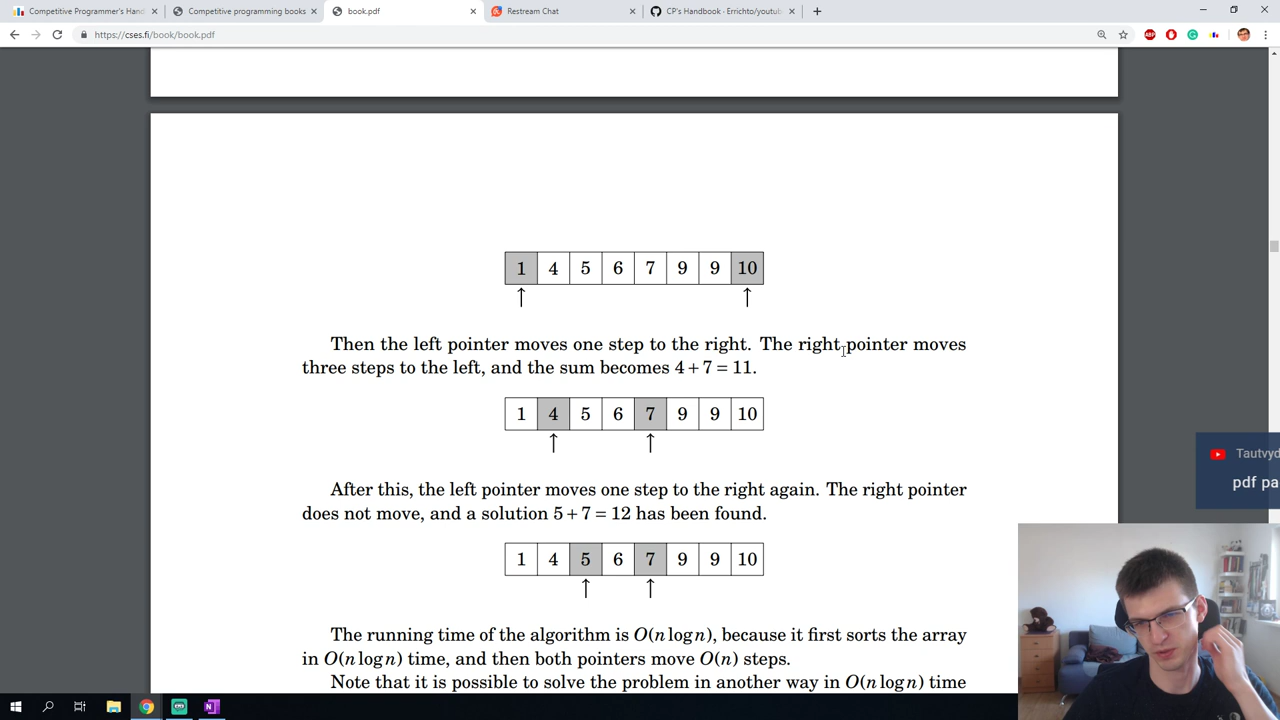 Competitive Programmer's Hand
Competitive programming books
book.pdf
Restream Chat
CP's Handbook · Errichto/youtub
https://cses.fi/book/book.pdf
1 4 5 6 7 9 9 10
Then the left pointer moves one step to the right. The right pointer moves
three steps to the left, and the sum becomes 4 + 7 = 11.
1 4 5 6 7 9 9 10
After this, the left pointer moves one step to the right again. The right pointer
does not move, and a solution 5 + 7 = 12 has been found.
1 4 5 6 7 9 9 10
The running time of the algorithm is O(n log n), because it first sorts the array
in O(n log n) time, and then both pointers move O(n) steps.
Note that it is possible to solve the problem in another way in O(n log n) time
Tautvyd
pdf pa